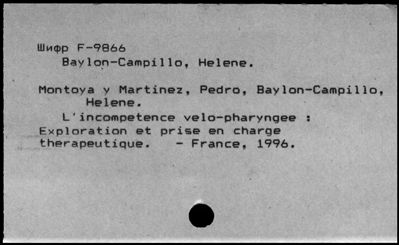 Шифр F-9866
Baylon-Campillo, Helene.
Montoya y Martinez, Pedro, Baylon-Campillo,
Helene.
L'incompetence velo-pharyngee :
Exploration et prise en charge
therapeutique. - France, 1996.